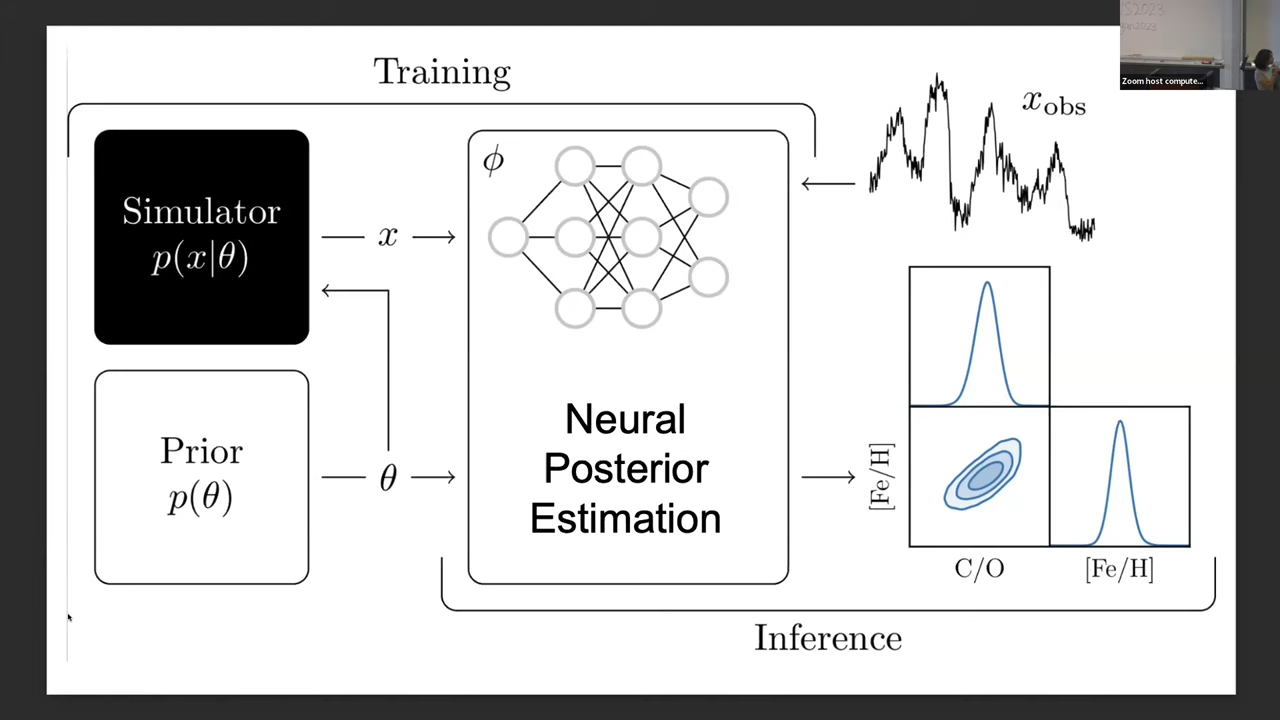 Training
Simulator
p(x|θ)
x
ϕ
x_obs
Prior
p(θ)
θ
Neural
Posterior
Estimation
[Fe/H]
C/O
[Fe/H]
Inference
Zoom host compute...